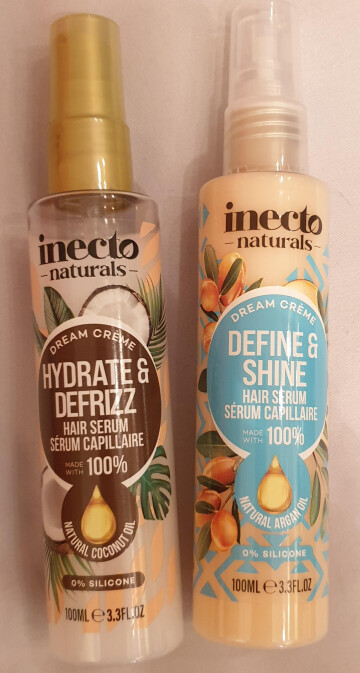 inecto
naturals
DREAM CRÈME
HYDRATE &
DEFRIZZ
HAIR SERUM
SÉRUM CAPILLAIRE
MADE
WITH 100%
NATURAL COCONUT OIL
0% SILICONE
100ML e 3.3FL.OZ
inecto
naturals
DREAM CRÈME
DEFINE &
SHINE
HAIR SERUM
SÉRUM CAPILLAIRE
MADE
WITH 100%
NATURAL ARGAN OIL
0% SILICONE
100ML e 3.3FL.OZ